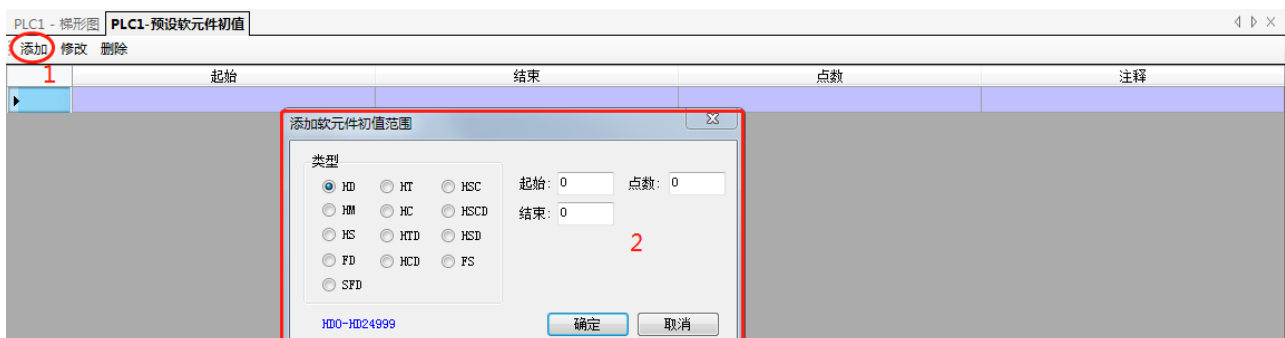 PLC1 - 梯形图 PLC1-预设软元件初值
添加 修改 删除
1 起始 结束 点数 注释
添加软元件初值范围
类型
HD HT HSC 起始: 0 点数: 0
HM HC HSCD 结束: 0
HS HTD HSD 2
FD HCD FS
SFD
HD0-HD24999 确定 取消